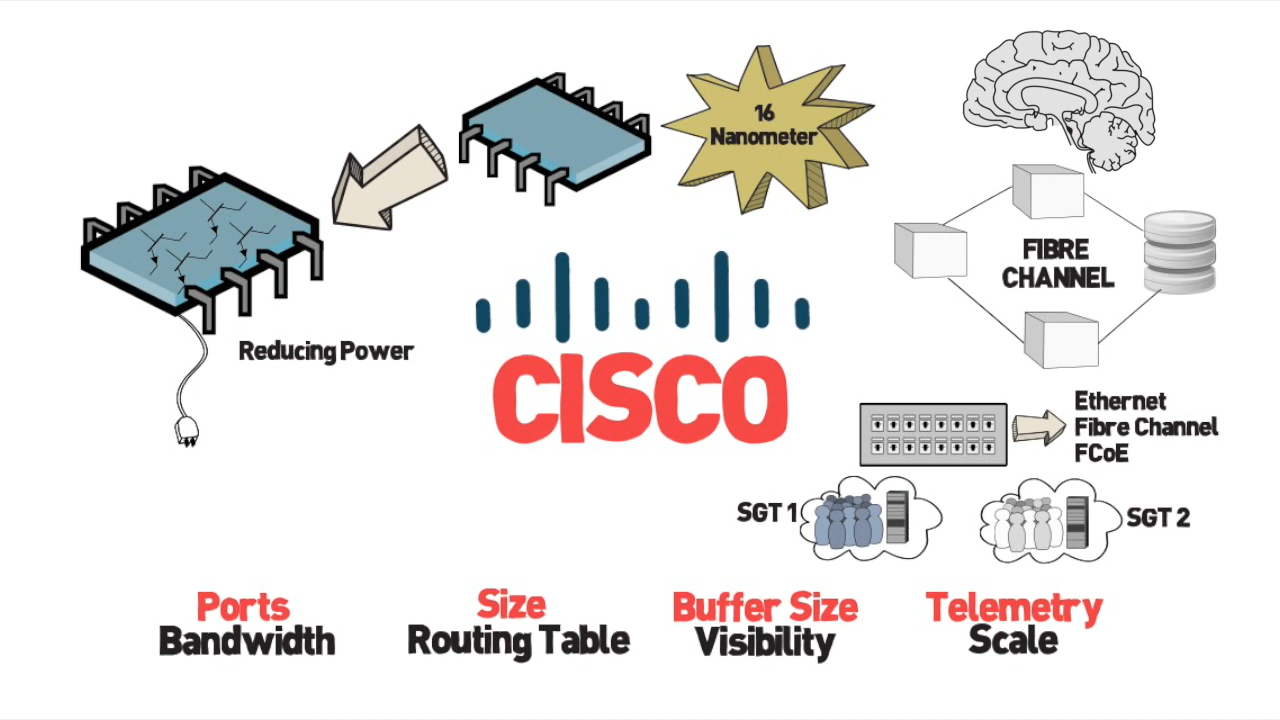 16
Nanometer
FIBRE
CHANNEL
Reducing Power
CISCO
Ethernet
Fibre Channel
FCoE
SGT 1
SGT 2
Ports
Bandwidth
Size
Routing Table
Buffer Size
Visibility
Telemetry
Scale